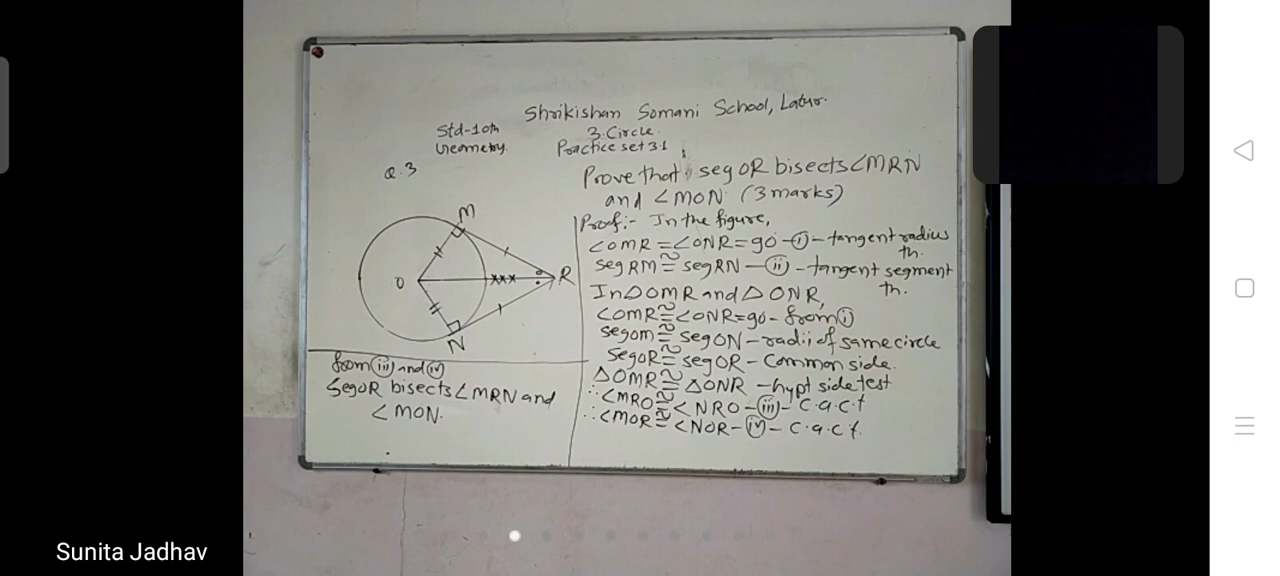 Shrikishan Somani School, Latur.
Std-10th
3. Circle.
Geometry.
Practice set 3.1
Q.3
Prove that seg OR bisects ∠MRN
and ∠MON. (3 marks)
Proof:- In the figure,
∠OMR = ∠ONR = 90 - (i) - tangent radius
th.
seg RM ≅ seg RN - (ii) - tangent segment
th.
In △OMR and △ONR,
∠OMR ≅ ∠ONR = 90 - from (i)
seg OM ≅ seg ON - radii of same circle
seg OR ≅ seg OR - Common side.
△OMR ≅ △ONR - hypt side test
∴ ∠MRO ≅ ∠NRO - (iii) - C.a.c.t
∴ ∠MOR ≅ ∠NOR - (iv) - C.a.c.t.
M
O
R
N
from (iii) and (iv)
Seg OR bisects ∠MRN and
∠MON.
Sunita Jadhav